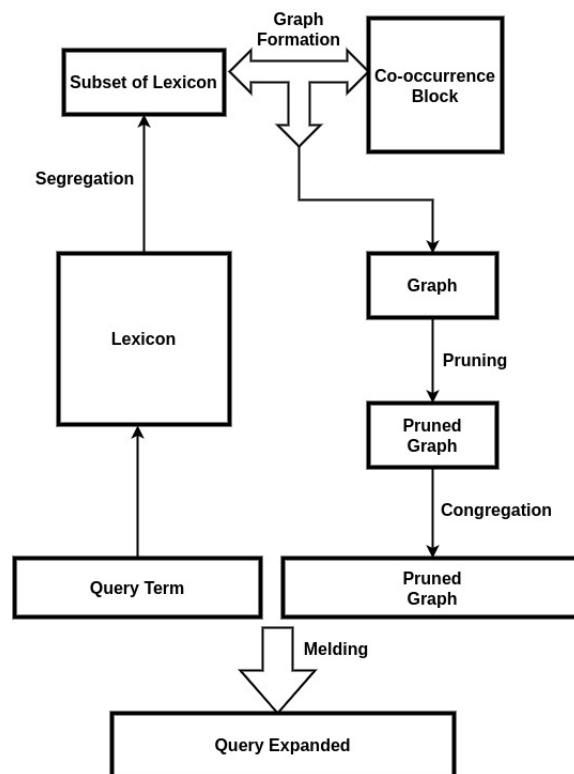 Graph
Formation
Subset of Lexicon
Co-occurrence
Block
Segregation
Lexicon
Graph
Pruning
Pruned
Graph
Congregation
Query Term
Pruned
Graph
Melding
Query Expanded